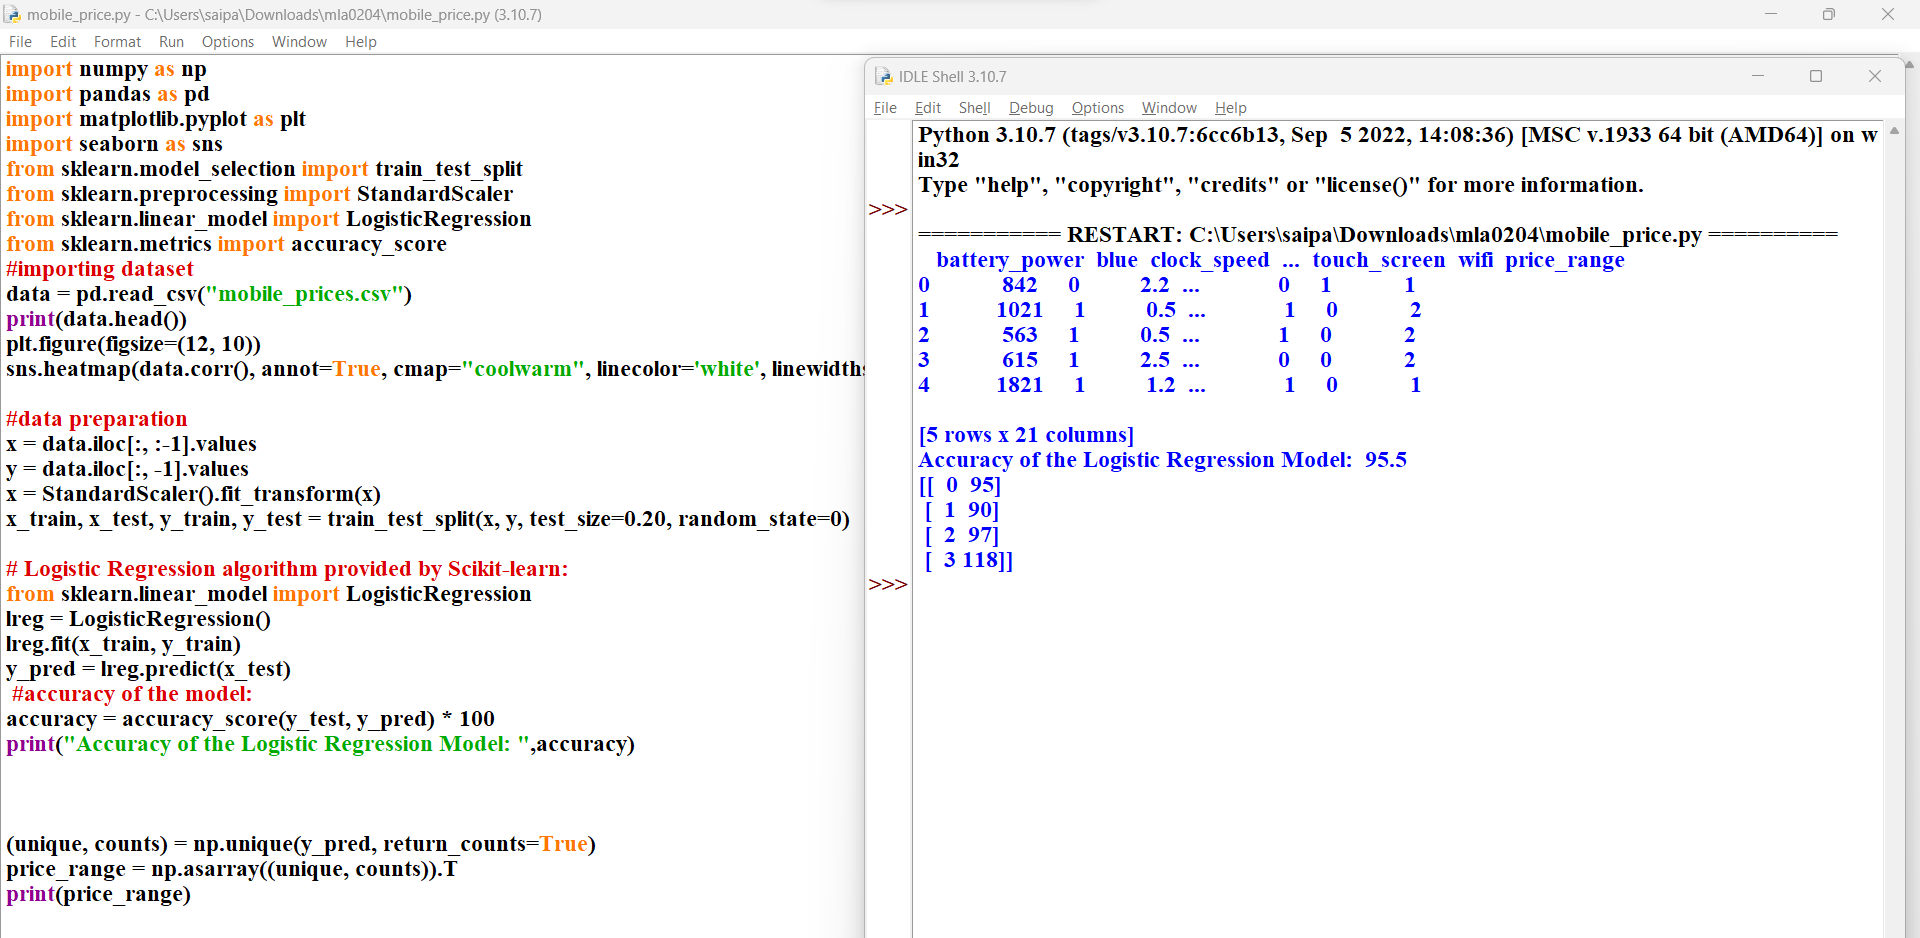 mobile_price.py - C:\Users\saipa\Downloads\mla0204\mobile_price.py (3.10.7)
File Edit Format Run Options Window Help
import numpy as np
import pandas as pd
import matplotlib.pyplot as plt
import seaborn as sns
from sklearn.model_selection import train_test_split
from sklearn.preprocessing import StandardScaler
from sklearn.linear_model import LogisticRegression
from sklearn.metrics import accuracy_score
#importing dataset
data = pd.read_csv("mobile_prices.csv")
print(data.head())
plt.figure(figsize=(12, 10))
sns.heatmap(data.corr(), annot=True, cmap="coolwarm", linecolor='white', linewidth
#data preparation
x = data.iloc[:, :-1].values
y = data.iloc[:, -1].values
x = StandardScaler().fit_transform(x)
x_train, x_test, y_train, y_test = train_test_split(x, y, test_size=0.20, random_state=0)
# Logistic Regression algorithm provided by Scikit-learn:
from sklearn.linear_model import LogisticRegression
lreg = LogisticRegression()
lreg.fit(x_train, y_train)
y_pred = lreg.predict(x_test)
#accuracy of the model:
accuracy = accuracy_score(y_test, y_pred) * 100
print("Accuracy of the Logistic Regression Model: ",accuracy)
(unique, counts) = np.unique(y_pred, return_counts=True)
price_range = np.asarray((unique, counts)).T
print(price_range)
IDLE Shell 3.10.7
File Edit Shell Debug Options Window Help
Python 3.10.7 (tags/v3.10.7:6cc6b13, Sep  5 2022, 14:08:36) [MSC v.1933 64 bit (AMD64)] on w
in32
Type "help", "copyright", "credits" or "license()" for more information.
>>>
=========== RESTART: C:\Users\saipa\Downloads\mla0204\mobile_price.py ==========
battery_power blue clock_speed ... touch_screen wifi price_range
0 842 0 2.2 ... 0 1 1
1 1021 1 0.5 ... 1 0 2
2 563 1 0.5 ... 1 0 2
3 615 1 2.5 ... 0 0 2
4 1821 1 1.2 ... 1 0 1
[5 rows x 21 columns]
Accuracy of the Logistic Regression Model:  95.5
[[ 0 95]
[ 1 90]
[ 2 97]
[ 3 118]]
>>>